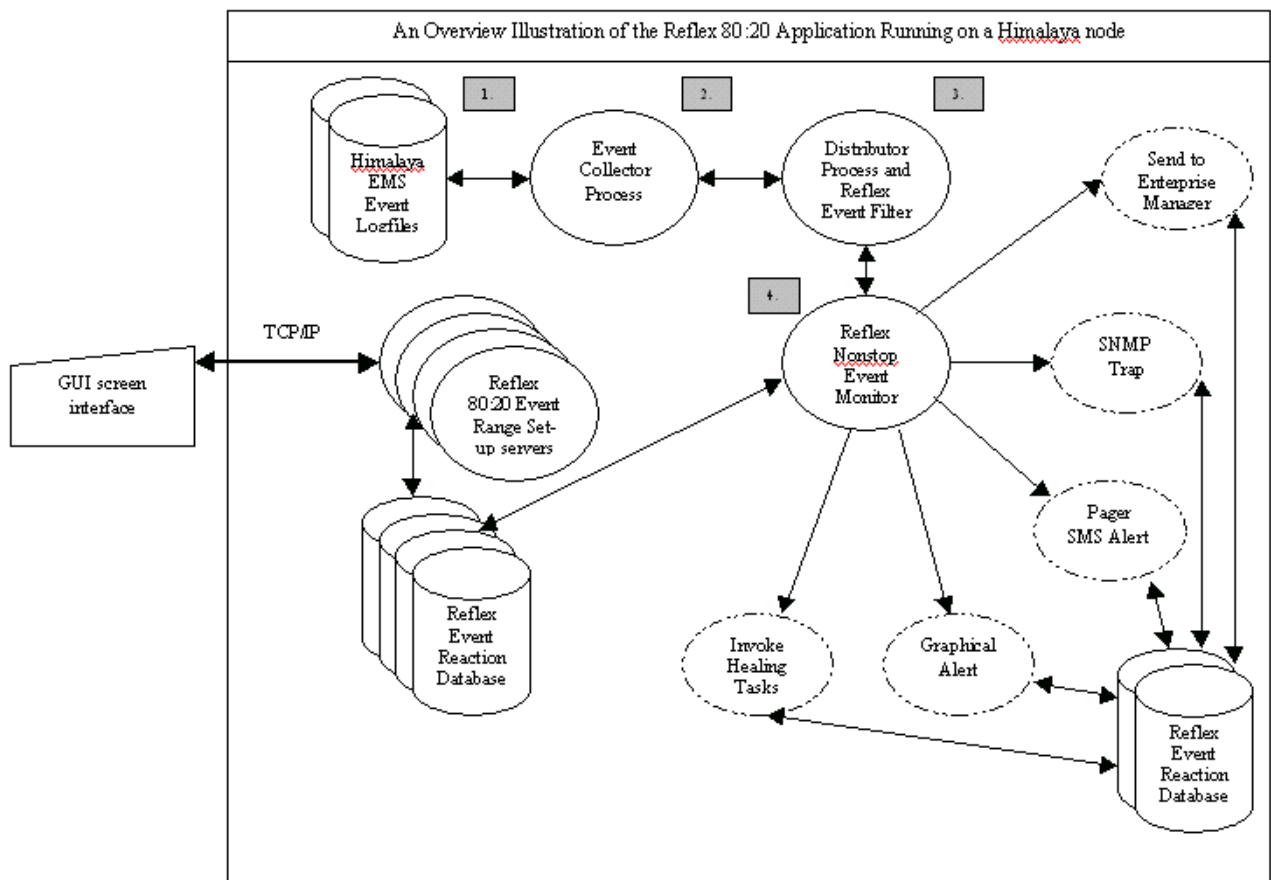 An Overview Illustration of the Reflex 80:20 Application Running on a Himalaya node
1.
2.
3.
Himalaya
EMS
Event
Logfiles
Event
Collector
Process
Distributor
Process and
Reflex
Event Filter
Send to
Enterprise
Manager
4.
TCP/IP
GUI screen
interface
Reflex
80:20 Event
Range Set-
up servers
Reflex
Nonstop
Event
Monitor
SNMP
Trap
Pager
SMS Alert
Reflex
Event
Reaction
Database
Invoke
Healing
Tasks
Graphical
Alert
Reflex
Event
Reaction
Database